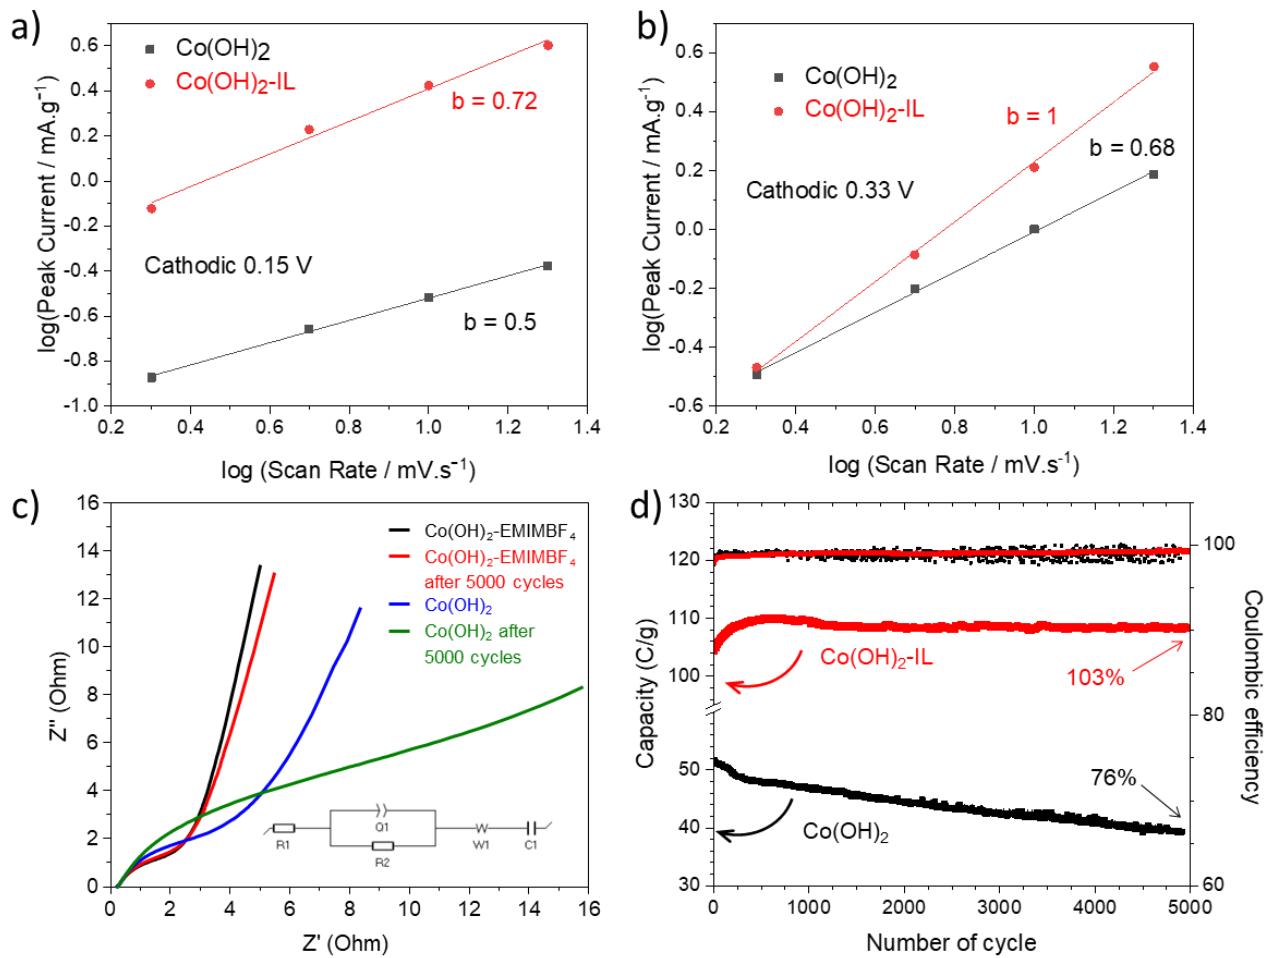 a)
Co(OH)2
Co(OH)2-IL
b = 0.72
Cathodic 0.15 V
b = 0.5
0.6
0.4
0.2
0.0
-0.2
-0.4
-0.6
-0.8
-1.0
0.2 0.4 0.6 0.8 1.0 1.2 1.4
log(Peak Current / mA.g⁻¹)
log (Scan Rate / mV.s⁻¹)
b)
Co(OH)2
Co(OH)2-IL
b = 1
b = 0.68
Cathodic 0.33 V
0.6
0.4
0.2
0.0
-0.2
-0.4
-0.6
0.2 0.4 0.6 0.8 1.0 1.2 1.4
log(Peak Current / mA.g⁻¹)
log (Scan Rate / mV.s⁻¹)
c)
Co(OH)₂-EMIMBF₄
Co(OH)₂-EMIMBF₄
after 5000 cycles
Co(OH)₂
Co(OH)₂ after
5000 cycles
16
14
12
10
8
6
4
2
0
0 2 4 6 8 10 12 14 16
Z'' (Ohm)
Z' (Ohm)
R1
Q1
R2
W
W1
C1
d)
130
120
110
100
50
40
30
100
80
60
0 1000 2000 3000 4000 5000
Co(OH)₂-IL
103%
76%
Co(OH)₂
Capacity (C/g)
Coulombic efficiency
Number of cycle